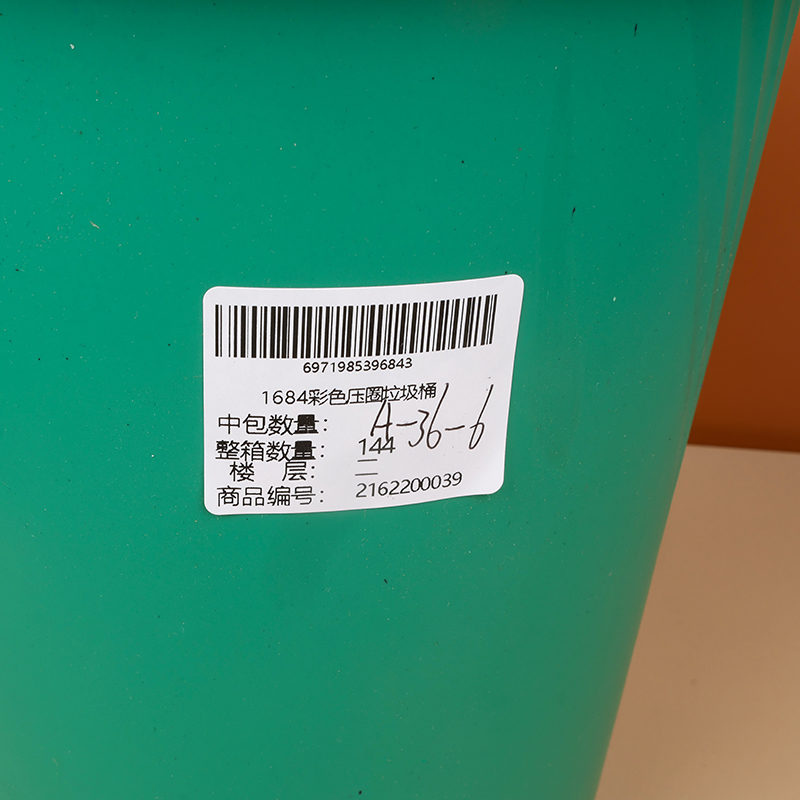 6971985396843
1684彩色压圈垃圾桶
中包数量: A-36-6
整箱数量: 144
楼 层: 二
商品编号: 2162200039